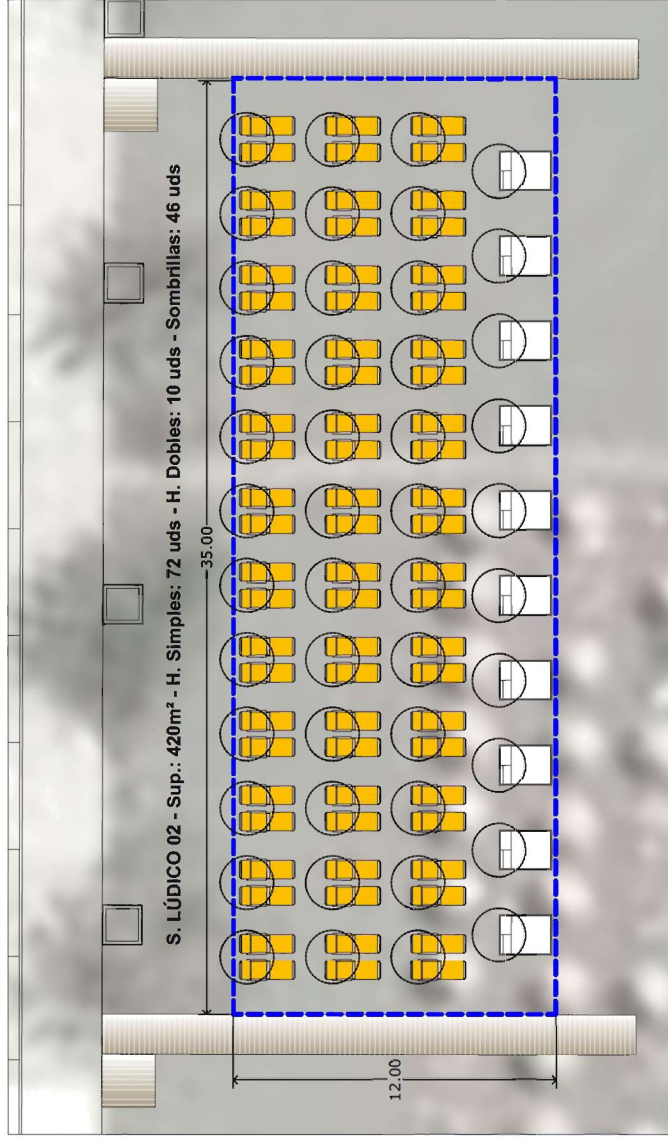 S. LÚDICO 02 - Sup.: 420m² - H. Simples: 72 uds - H. Dobles: 10 uds - Sombrillas: 46 uds
35.00
12.00